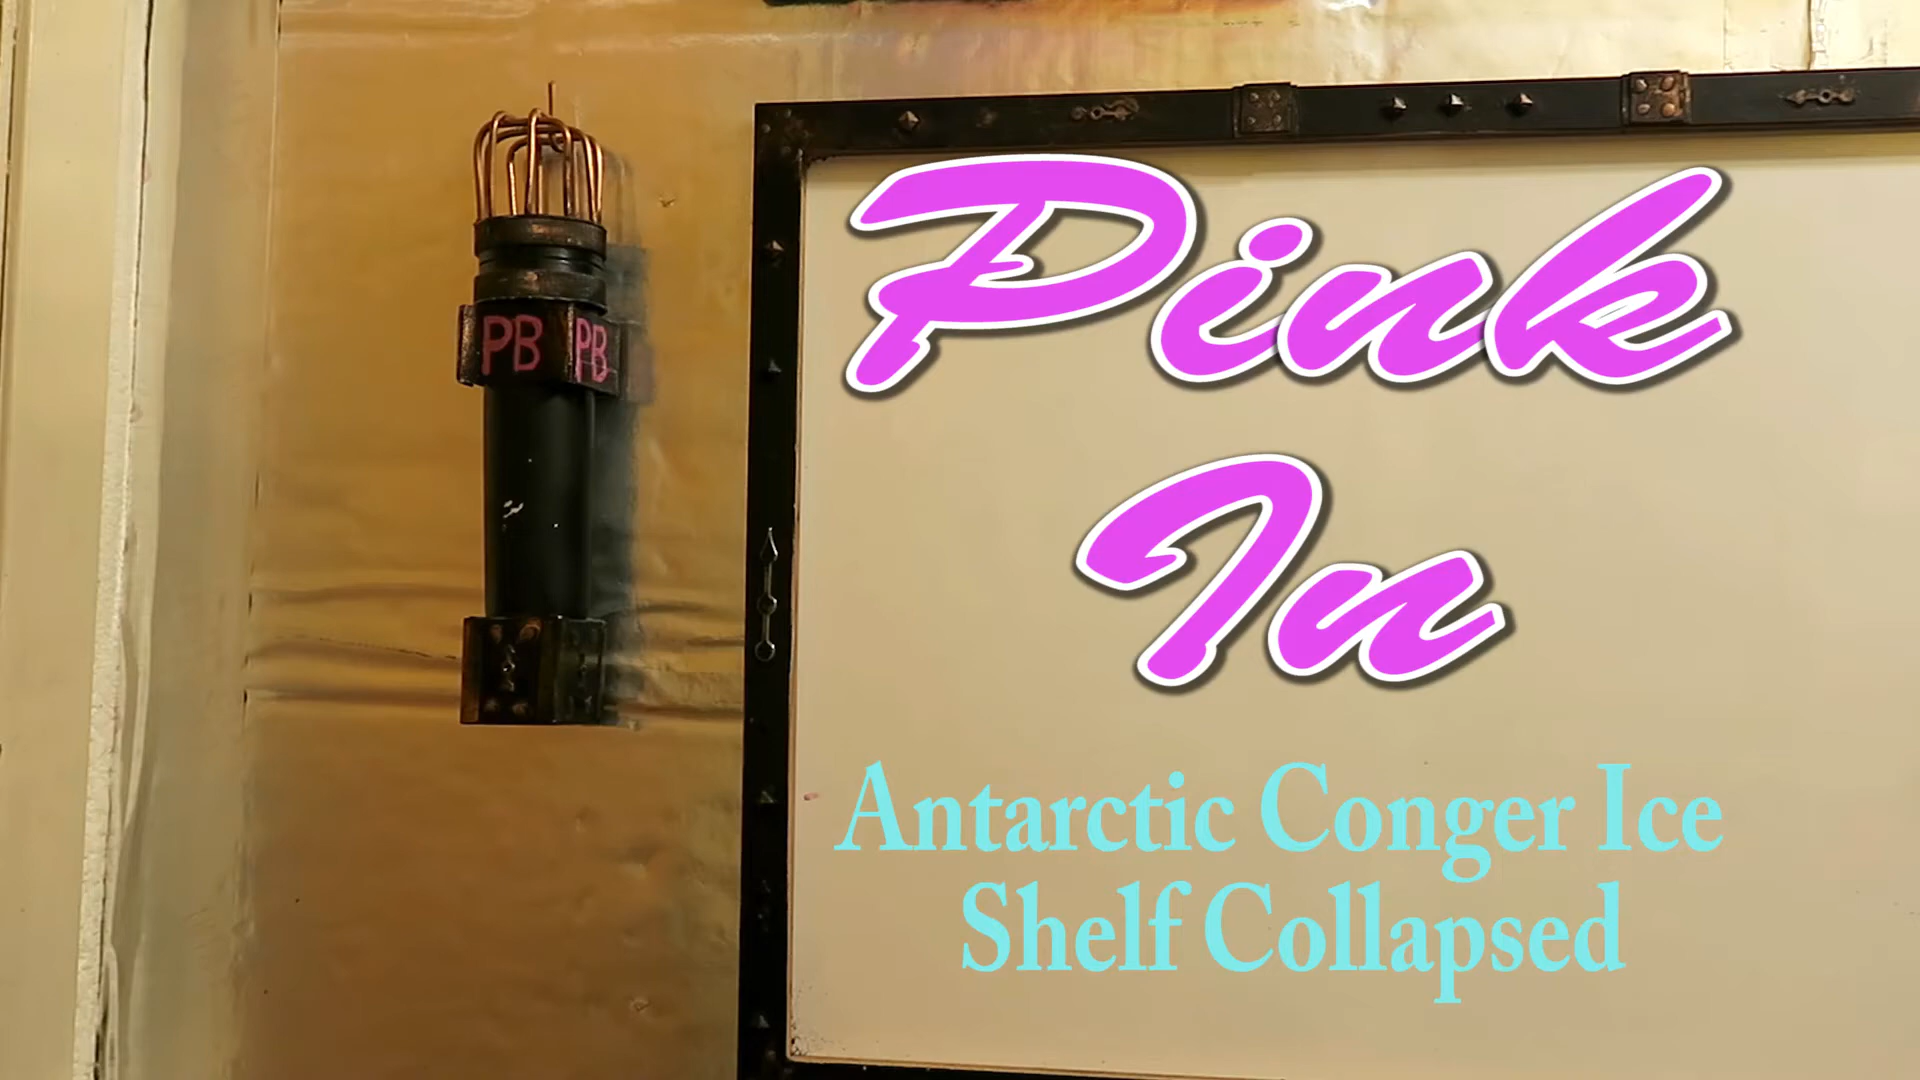 PB PB
Pink
In
Antarctic Conger Ice
Shelf Collapsed